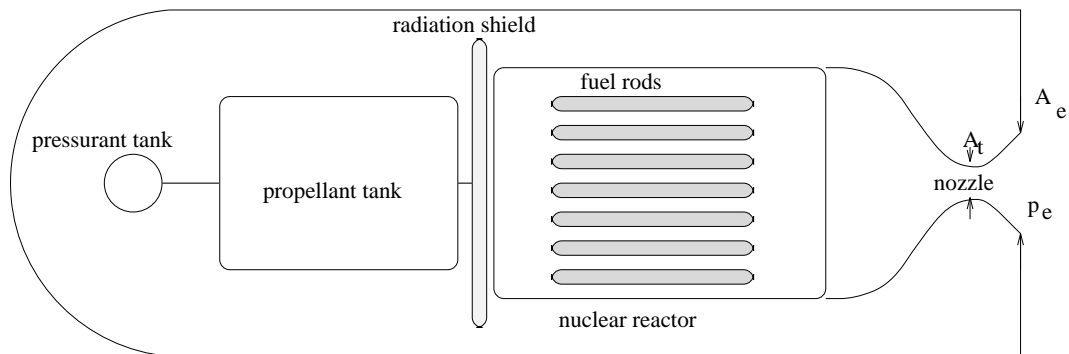 radiation shield
fuel rods
A e
pressurant tank
A t
propellant tank
nozzle
p e
nuclear reactor